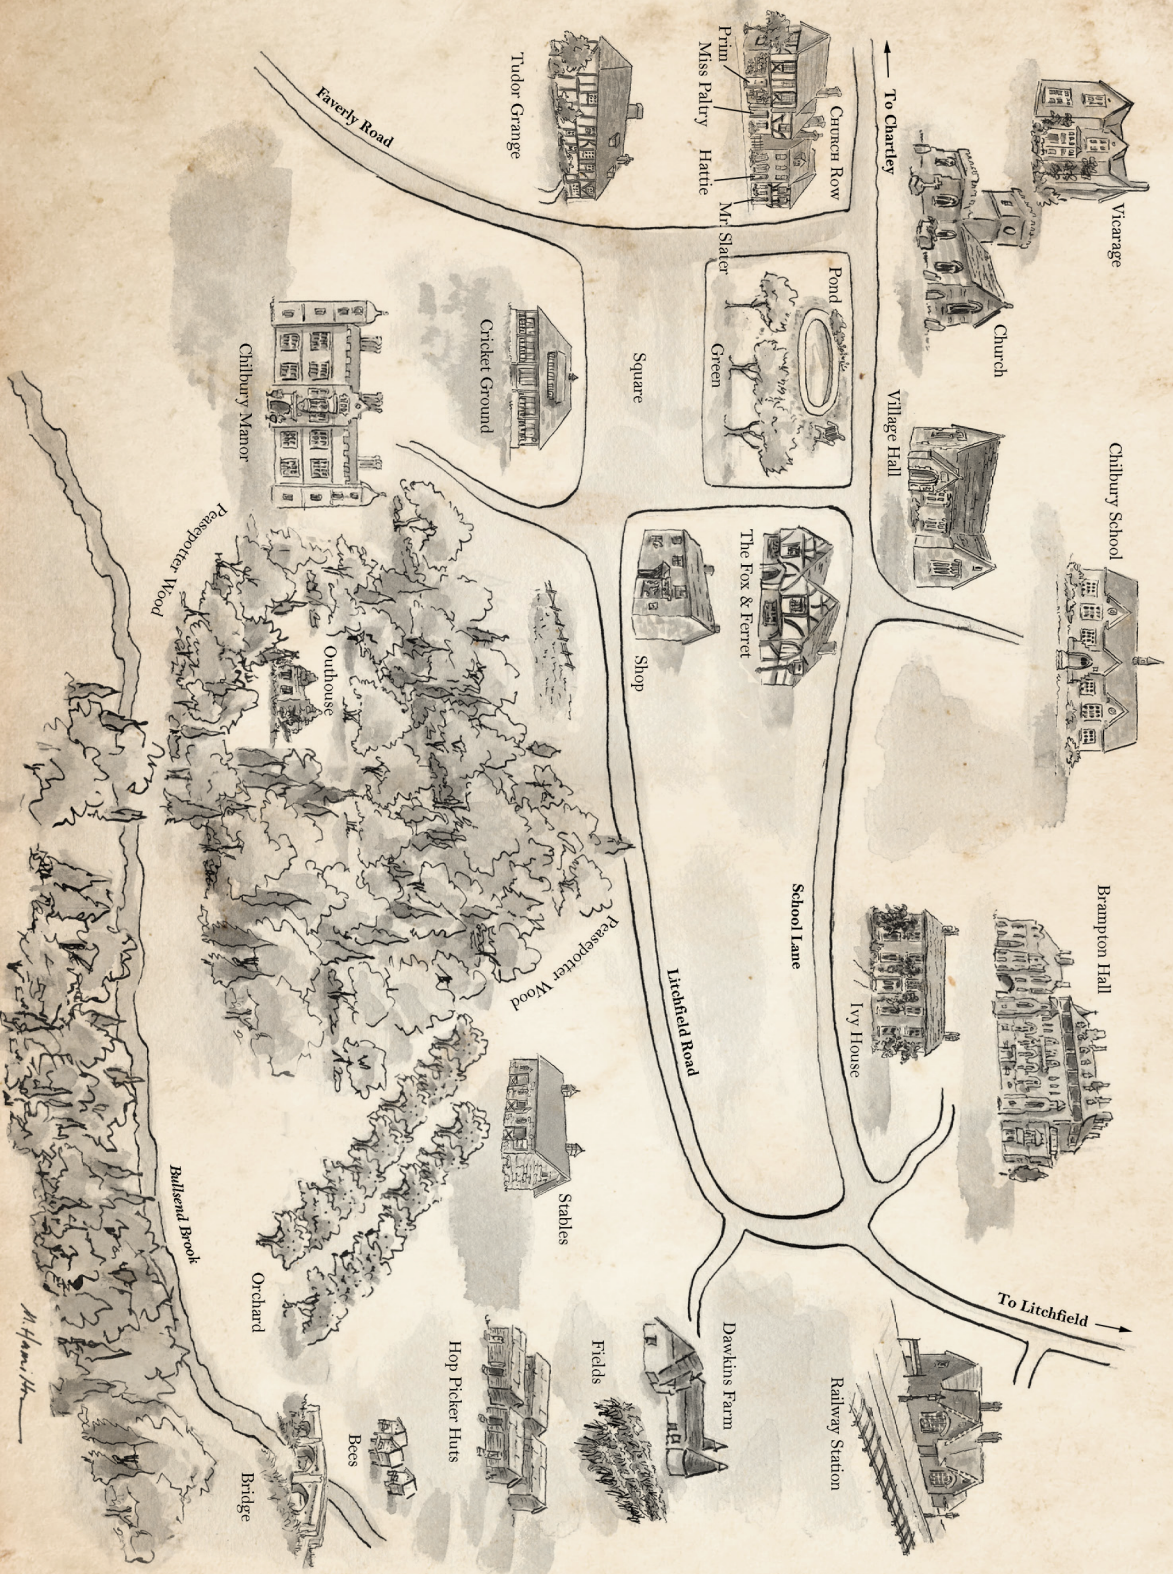 Vicarage
Chilbury School
Brampton Hall
To Litchfield
Church
To Chartley
Village Hall
Ivy House
Railway Station
CHURCH ROW
Pond
School Lane
Prim
Miss Paltry
Hattie
Mr. Slater
Green
The Fox & Ferret
Dawkins Farm
Square
Shop
Litchfield Road
Fields
Tudor Grange
Cricket Ground
Peasepotter Wood
Stables
Hop Picker Huts
Faverly Road
Outhouse
Bees
Chilbury Manor
Orchard
Bridge
Peasepotter Wood
Bullsend Brook
M. Hamilton